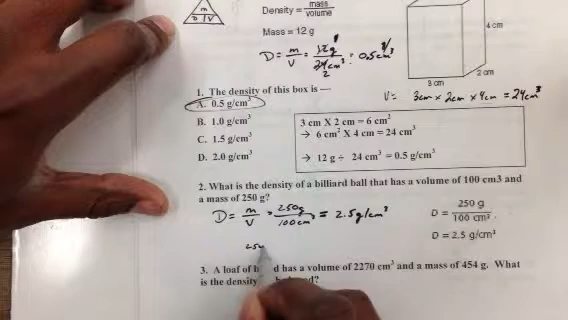 m
D V
Density = mass
volume
Mass = 12 g
4 cm
2 cm
3 cm
D = m/V = 12g/24cm³ = 0.5 g/cm³
2
1. The density of this box is —
V = 3cm x 2cm x 4cm = 24cm³
A. 0.5 g/cm³
B. 1.0 g/cm³
C. 1.5 g/cm³
D. 2.0 g/cm³
3 cm X 2 cm = 6 cm²
→ 6 cm² X 4 cm = 24 cm³
→ 12 g ÷ 24 cm³ = 0.5 g/cm³
2. What is the density of a billiard ball that has a volume of 100 cm3 and
a mass of 250 g?
D = m/V = 250g/100cm³ = 2.5g/cm³
D = 250 g
100 cm³
D = 2.5 g/cm³
3. A loaf of has a volume of 2270 cm³ and a mass of 454 g. What
is the density